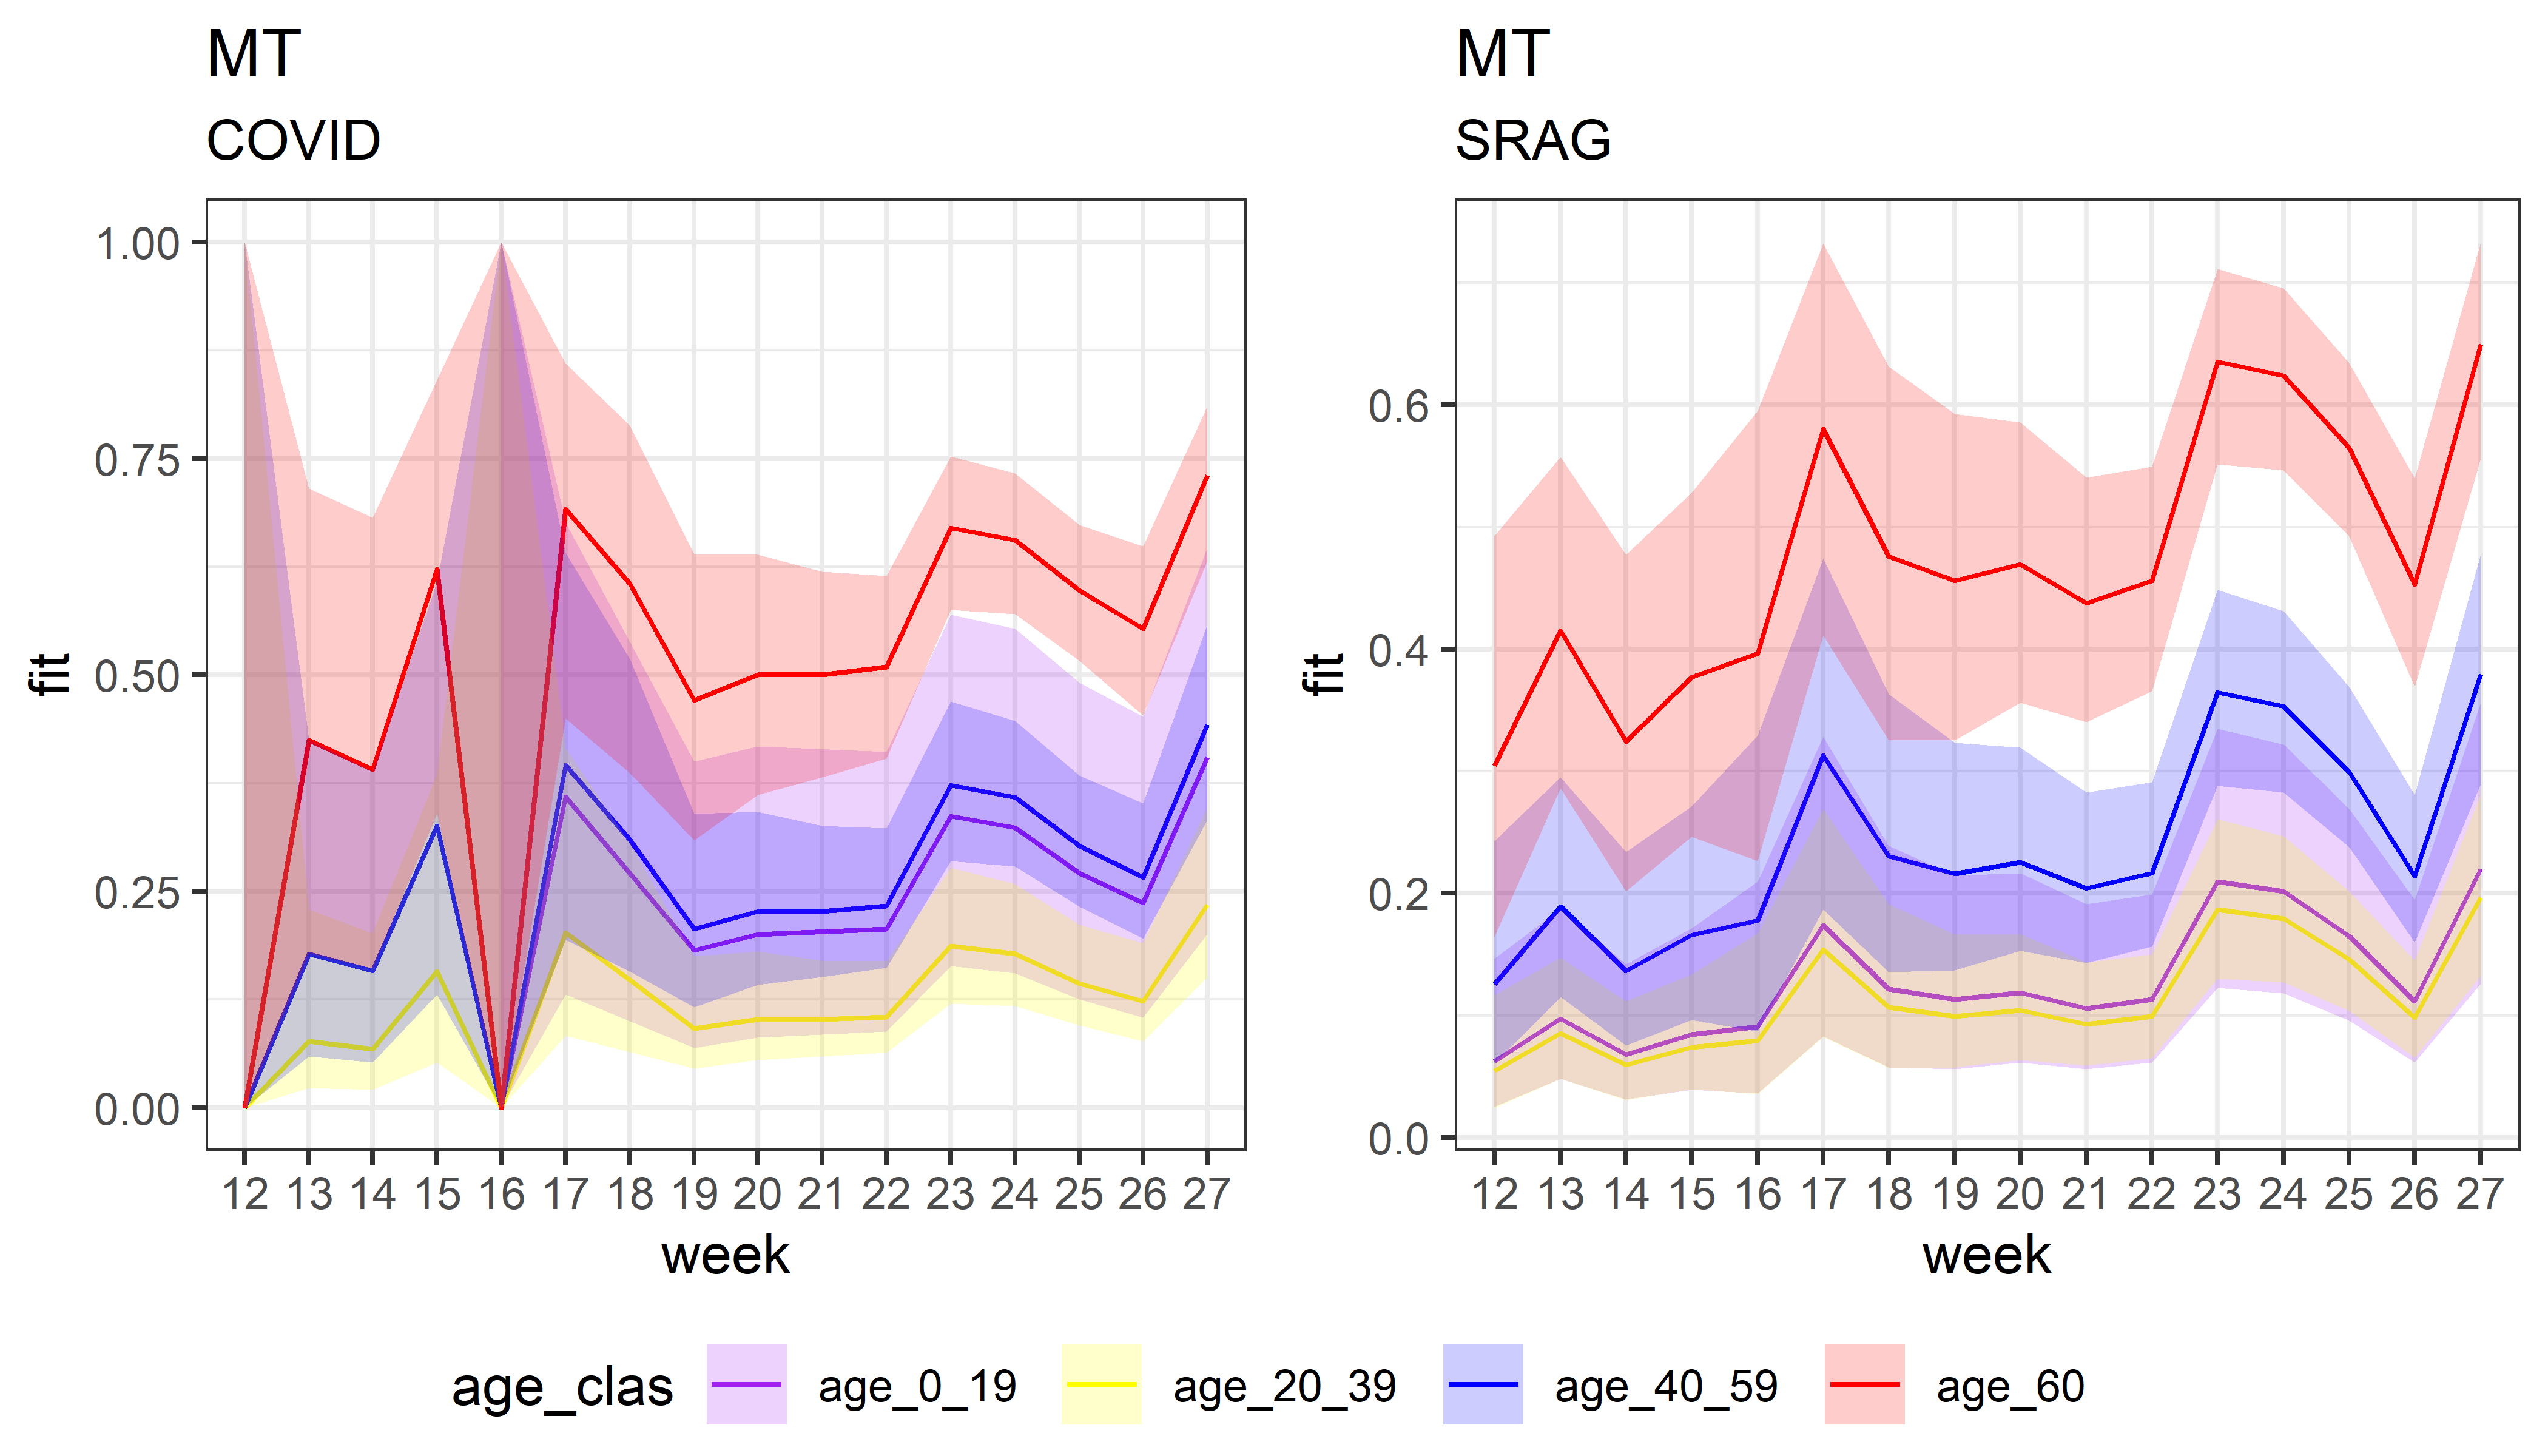 MT
COVID
1.00
0.75
0.50
0.25
0.00
fit
12 13 14 15 16 17 18 19 20 21 22 23 24 25 26 27
week
MT
SRAG
0.6
0.4
0.2
0.0
fit
12 13 14 15 16 17 18 19 20 21 22 23 24 25 26 27
week
age_clas age_0_19 age_20_39 age_40_59 age_60